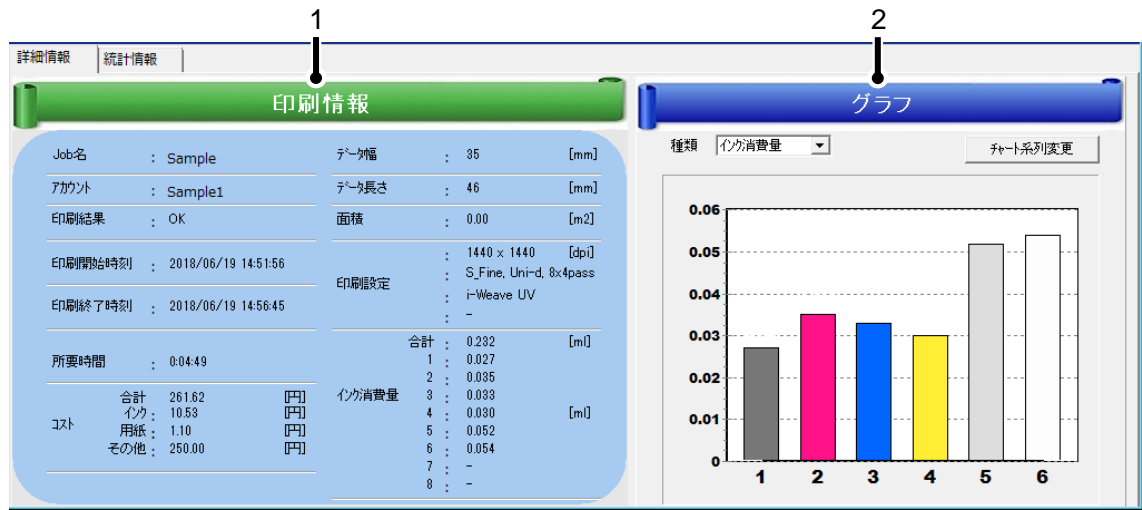 1
2
詳細情報
統計情報
印刷情報
Job名 : Sample
アカウント : Sample1
印刷結果 : OK
印刷開始時刻 : 2018/06/19 14:51:56
印刷終了時刻 : 2018/06/19 14:56:45
所要時間 : 0:04:49
コスト
合計 261.62 [円]
インク : 10.53 [円]
用紙 : 1.10 [円]
その他 : 250.00 [円]
データ幅 : 35 [mm]
データ長さ : 46 [mm]
面積 : 0.00 [m2]
印刷設定
: 1440 x 1440 [dpi]
: S_Fine, Uni-d, 8x4pass
: i-Weave UV
: -
インク消費量
合計 : 0.232 [ml]
1 : 0.027
2 : 0.035
3 : 0.033
4 : 0.030 [ml]
5 : 0.052
6 : 0.054
7 : -
8 : -
グラフ
種類 インク消費量
チャート系列変更
0.06
0.05
0.04
0.03
0.02
0.01
0
1 2 3 4 5 6